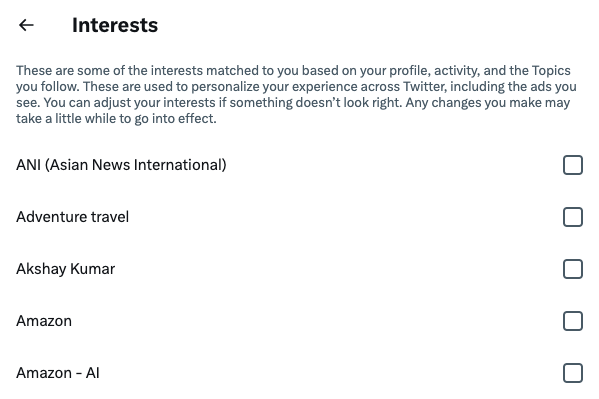 Interests
These are some of the interests matched to you based on your profile, activity, and the Topics
you follow. These are used to personalize your experience across Twitter, including the ads you
see. You can adjust your interests if something doesn’t look right. Any changes you make may
take a little while to go into effect.
ANI (Asian News International)
Adventure travel
Akshay Kumar
Amazon
Amazon - AI